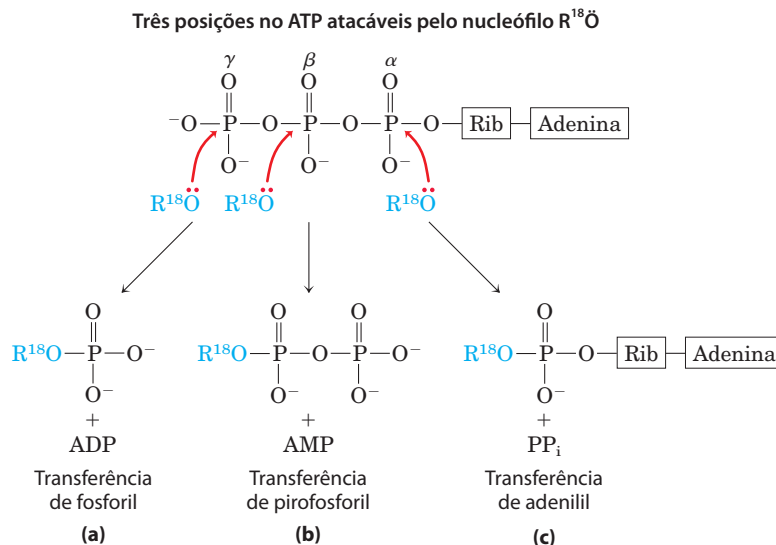 Três posições no ATP atacáveis pelo nucleófilo R¹⁸Ö
γ β α
O O O
⁻O—P—O—P—O—P—O—Rib—Adenina
O⁻ O⁻ O⁻
R¹⁸Ö R¹⁸Ö R¹⁸Ö
O O O O
R¹⁸O—P—O⁻ R¹⁸O—P—O—P—O⁻ R¹⁸O—P—O—Rib—Adenina
O⁻ O⁻ O⁻ O⁻
+ + +
ADP AMP PPᵢ
Transferência Transferência Transferência
de fosforil de pirofosforil de adenilil
(a) (b) (c)